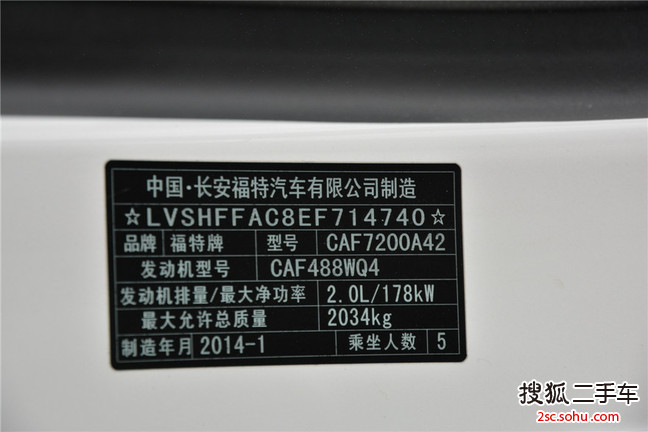 中国·长安福特汽车有限公司制造
☆LVSHFFAC8EF714740☆
品牌 福特牌 型号 CAF7200A42
发动机型号 CAF488WQ4
发动机排量/最大净功率 2.0L/178kW
最大允许总质量 2034kg
制造年月 2014-1 乘坐人数 5
搜狐二手车
2sc.sohu.com